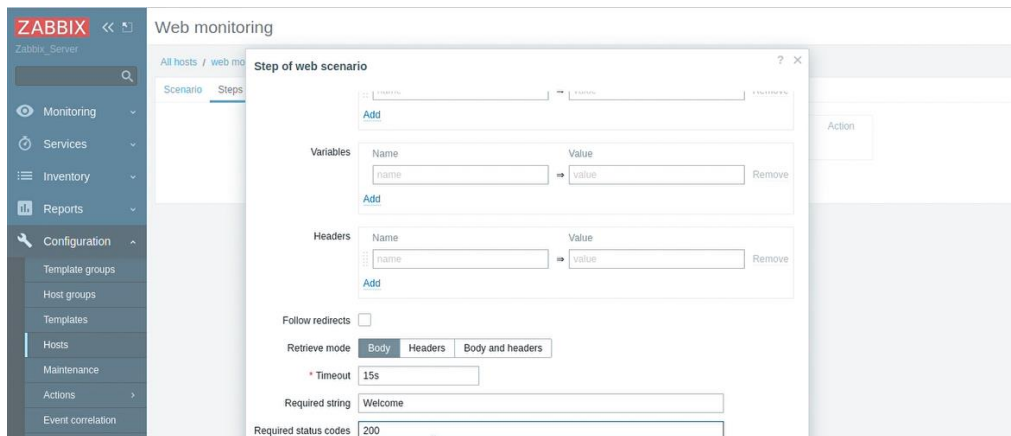 ZABBIX
Zabbix_Server
Monitoring
Services
Inventory
Reports
Configuration
Template groups
Host groups
Templates
Hosts
Maintenance
Actions
Event correlation
Web monitoring
All hosts / web mo
Scenario Steps
Action
Step of web scenario ? ×
name ⇒ value Remove
Add
Variables Name Value
name ⇒ value Remove
Add
Headers Name Value
name ⇒ value Remove
Add
Follow redirects
Retrieve mode Body Headers Body and headers
* Timeout 15s
Required string Welcome
Required status codes 200